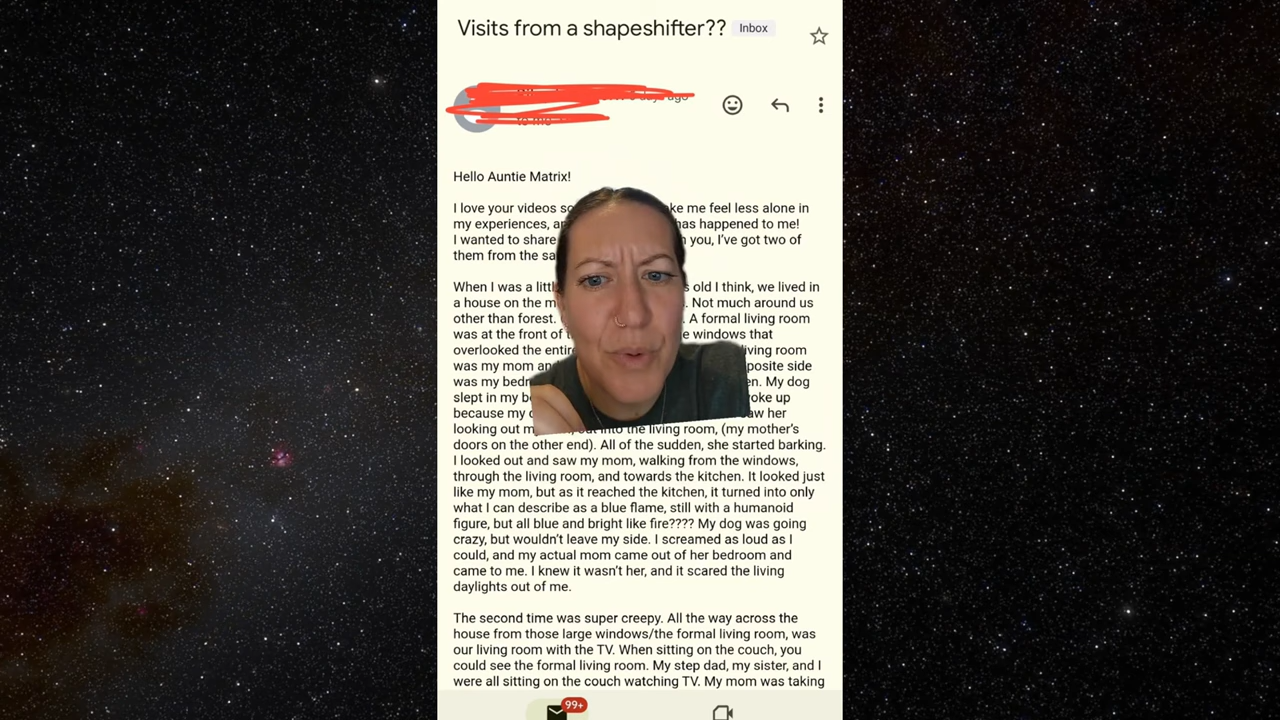 Visits from a shapeshifter?? Inbox
ago
to me
Hello Auntie Matrix!
I love your videos me feel less alone in
my experiences, has happened to me!
I wanted to share you, I've got two of
them from the
When I was a old I think, we lived in
a house on the Not much around us
other than forest. A formal living room
was at the front of windows that
overlooked the living room
was my mom side
was my My dog
slept in my woke up
because my saw her
looking out into the living room, (my mother's
doors on the other end). All of the sudden, she started barking.
I looked out and saw my mom, walking from the windows,
through the living room, and towards the kitchen. It looked just
like my mom, but as it reached the kitchen, it turned into only
what I can describe as a blue flame, still with a humanoid
figure, but all blue and bright like fire???? My dog was going
crazy, but wouldn't leave my side. I screamed as loud as I
could, and my actual mom came out of her bedroom and
came to me. I knew it wasn't her, and it scared the living
daylights out of me.
The second time was super creepy. All the way across the
house from those large windows/the formal living room, was
our living room with the TV. When sitting on the couch, you
could see the formal living room. My step dad, my sister, and I
were all sitting on the couch watching TV. My mom was taking
99+